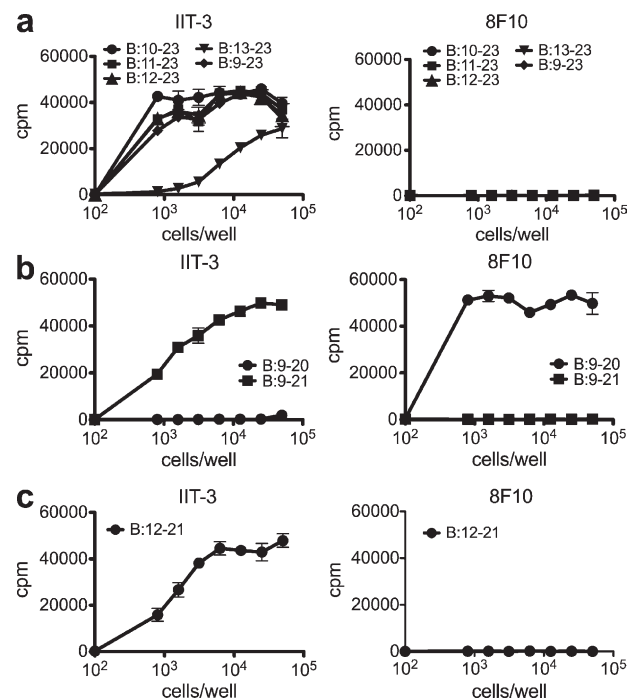 a
IIT-3
B:10-23 B:13-23
B:11-23 B:9-23
B:12-23
cpm
60000
40000
20000
0
10² 10³ 10⁴ 10⁵
cells/well
8F10
B:10-23 B:13-23
B:11-23 B:9-23
B:12-23
cpm
60000
40000
20000
0
10² 10³ 10⁴ 10⁵
cells/well
b
IIT-3
cpm
60000
40000
20000
0
B:9-20
B:9-21
10² 10³ 10⁴ 10⁵
cells/well
8F10
cpm
60000
40000
20000
0
B:9-20
B:9-21
10² 10³ 10⁴ 10⁵
cells/well
c
IIT-3
B:12-21
cpm
60000
40000
20000
0
10² 10³ 10⁴ 10⁵
cells/well
8F10
B:12-21
cpm
60000
40000
20000
0
10² 10³ 10⁴ 10⁵
cells/well